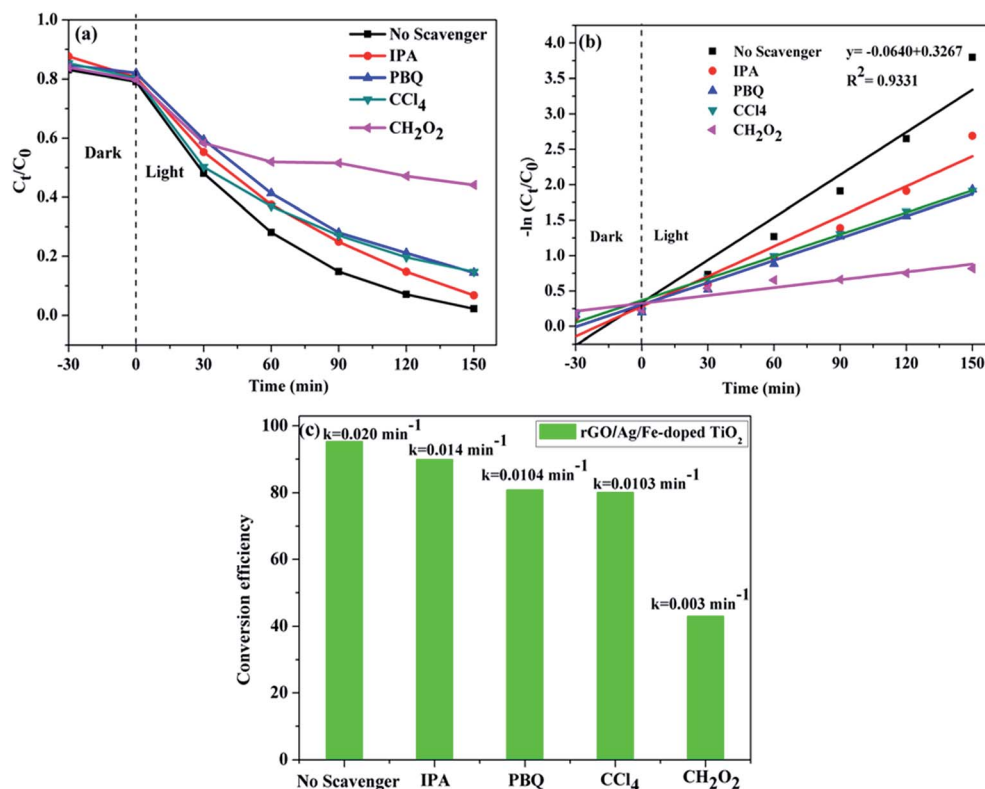 (a)
No Scavenger
IPA
PBQ
CCl4
CH2O2
Dark
Light
Ct/C0
1.0
0.8
0.6
0.4
0.2
0.0
-30 0 30 60 90 120 150
Time (min)
(b)
No Scavenger
IPA
PBQ
CCl4
CH2O2
y= -0.0640+0.3267
R2= 0.9331
Dark
Light
-ln (Ct/C0)
4.0
3.5
3.0
2.5
2.0
1.5
1.0
0.5
0.0
-30 0 30 60 90 120 150
Time (min)
(c)
rGO/Ag/Fe-doped TiO2
k=0.020 min-1
k=0.014 min-1
k=0.0104 min-1
k=0.0103 min-1
k=0.003 min-1
Conversion efficiency
100
80
60
40
20
0
No Scavenger IPA PBQ CCl4 CH2O2